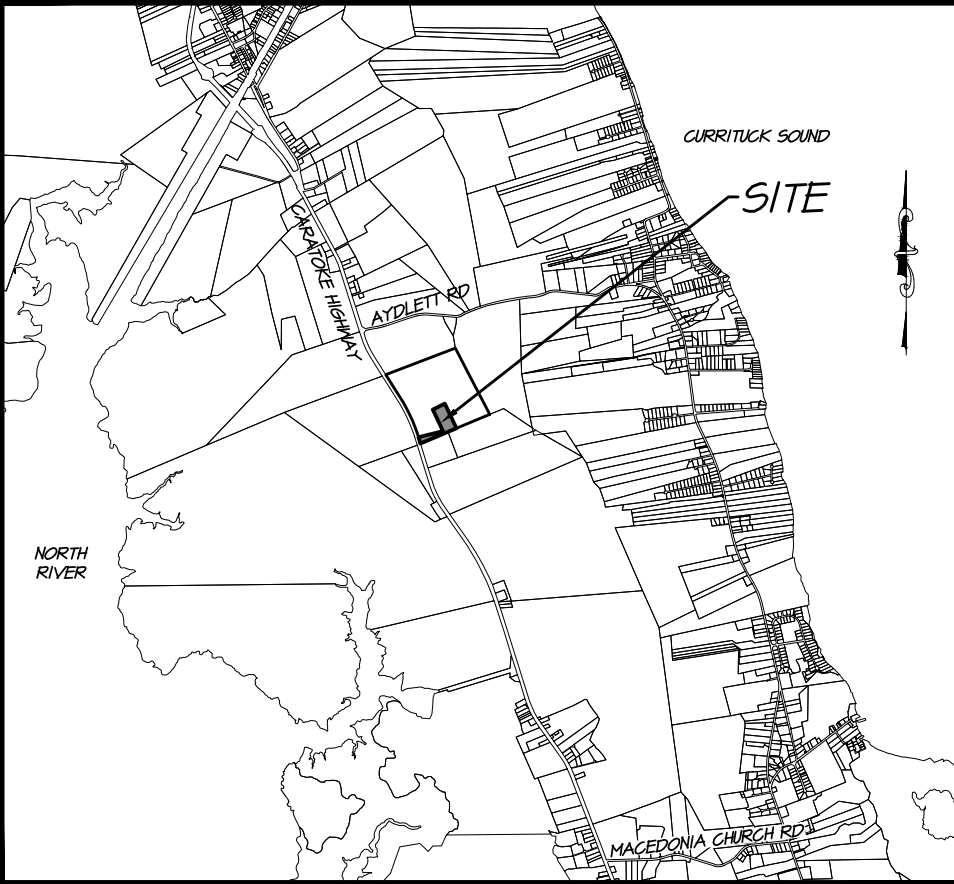 CURRITUCK SOUND
SITE
CARATOKE HIGHWAY
AYDLETT RD
NORTH
RIVER
MACEDONIA CHURCH RD